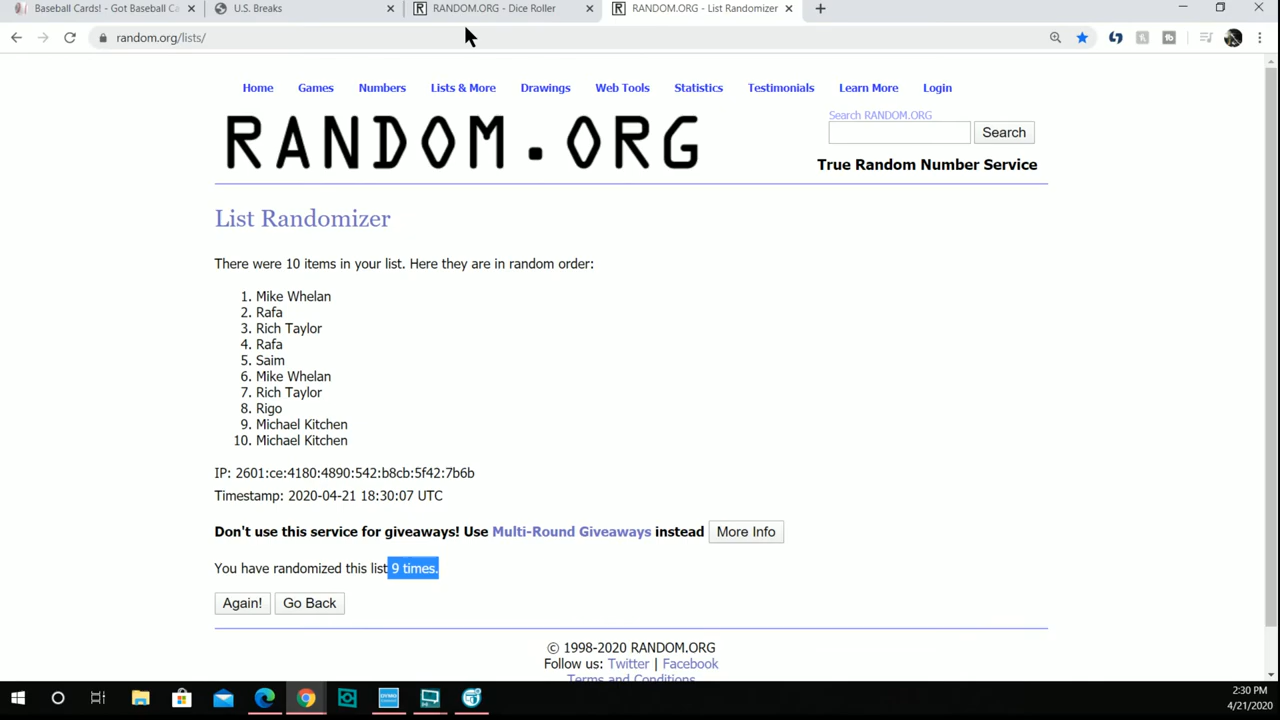 Baseball Cards! - Got Baseball Ca
U.S. Breaks
RANDOM.ORG - Dice Roller
RANDOM.ORG - List Randomizer
random.org/lists/
Home Games Numbers Lists & More Drawings Web Tools Statistics Testimonials Learn More Login
Search RANDOM.ORG
Search
RANDOM.ORG
True Random Number Service
List Randomizer
There were 10 items in your list. Here they are in random order:
1. Mike Whelan
2. Rafa
3. Rich Taylor
4. Rafa
5. Saim
6. Mike Whelan
7. Rich Taylor
8. Rigo
9. Michael Kitchen
10. Michael Kitchen
IP: 2601:ce:4180:4890:542:b8cb:5f42:7b6b
Timestamp: 2020-04-21 18:30:07 UTC
Don't use this service for giveaways! Use Multi-Round Giveaways instead More Info
You have randomized this list 9 times.
Again! Go Back
© 1998-2020 RANDOM.ORG
Follow us: Twitter | Facebook
Terms and Conditions
2:30 PM
4/21/2020